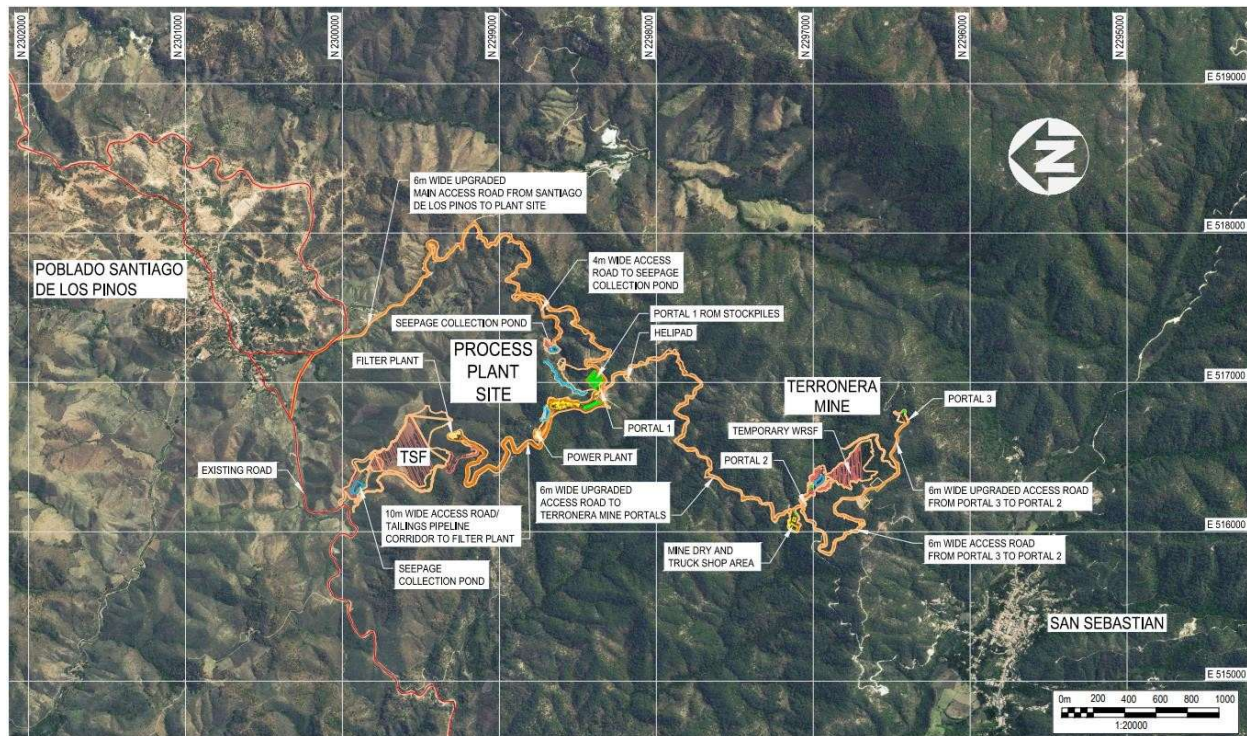 N 2302000
N 2301000
N 2300000
N 2299000
N 2298000
N 2297000
N 2296000
N 2295000
E 519000
N
6m WIDE UPGRADED
MAIN ACCESS ROAD FROM SANTIAGO
DE LOS PINOS TO PLANT SITE
E 518000
POBLADO SANTIAGO
DE LOS PINOS
4m WIDE ACCESS
ROAD TO SEEPAGE
COLLECTION POND
SEEPAGE COLLECTION POND
PORTAL 1 ROM STOCKPILES
HELIPAD
FILTER PLANT
PROCESS
PLANT
SITE
E 517000
TERRONERA
MINE
PORTAL 3
PORTAL 1
TEMPORARY WRSF
TSF
POWER PLANT
PORTAL 2
EXISTING ROAD
6m WIDE UPGRADED
ACCESS ROAD TO
TERRONERA MINE PORTALS
6m WIDE UPGRADED ACCESS ROAD
FROM PORTAL 3 TO PORTAL 2
10m WIDE ACCESS ROAD/
TAILINGS PIPELINE
CORRIDOR TO FILTER PLANT
E 516000
MINE DRY AND
TRUCK SHOP AREA
6m WIDE ACCESS ROAD
FROM PORTAL 3 TO PORTAL 2
SEEPAGE
COLLECTION POND
SAN SEBASTIAN
E 515000
0m 200 400 600 800 1000
1:20000